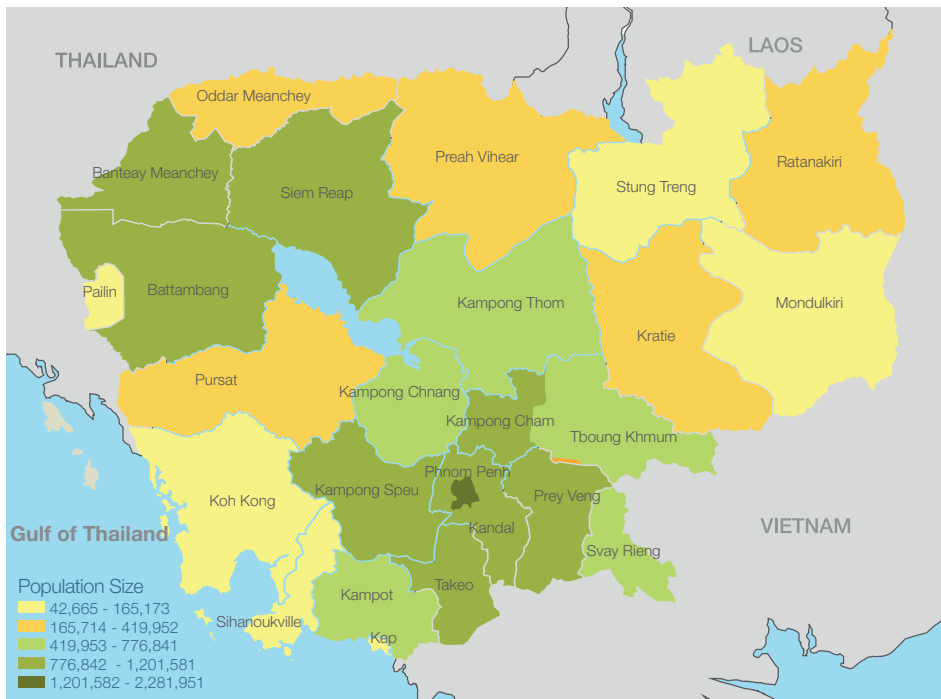 THAILAND
LAOS
Oddar Meanchey
Preah Vihear
Ratanakiri
Banteay Meanchey
Siem Reap
Stung Treng
Pailin
Battambang
Kampong Thom
Mondulkiri
Kratie
Pursat
Kampong Chnang
Kampong Cham
Tboung Khmum
Phnom Penh
Kampong Speu
Prey Veng
Koh Kong
Kandal
Gulf of Thailand
VIETNAM
Svay Rieng
Takeo
Kampot
Sihanoukville
Kep
Population Size
42,665 - 165,173
165,714 - 419,952
419,953 - 776,841
776,842 - 1,201,581
1,201,582 - 2,281,951